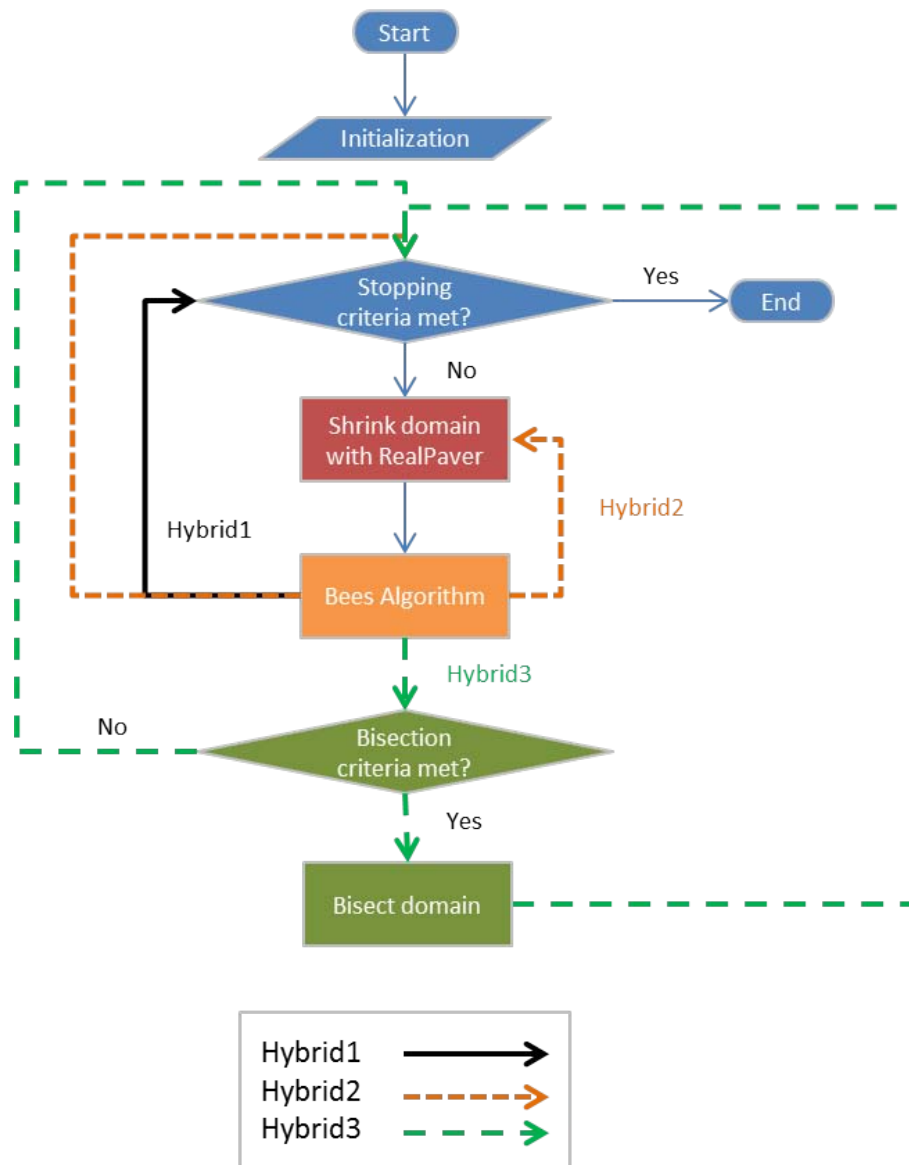 Start
Initialization
Stopping
criteria met?
Yes
End
No
Shrink domain
with RealPaver
Hybrid2
Hybrid1
Bees Algorithm
Hybrid3
No
Bisection
criteria met?
Yes
Bisect domain
Hybrid1
Hybrid2
Hybrid3